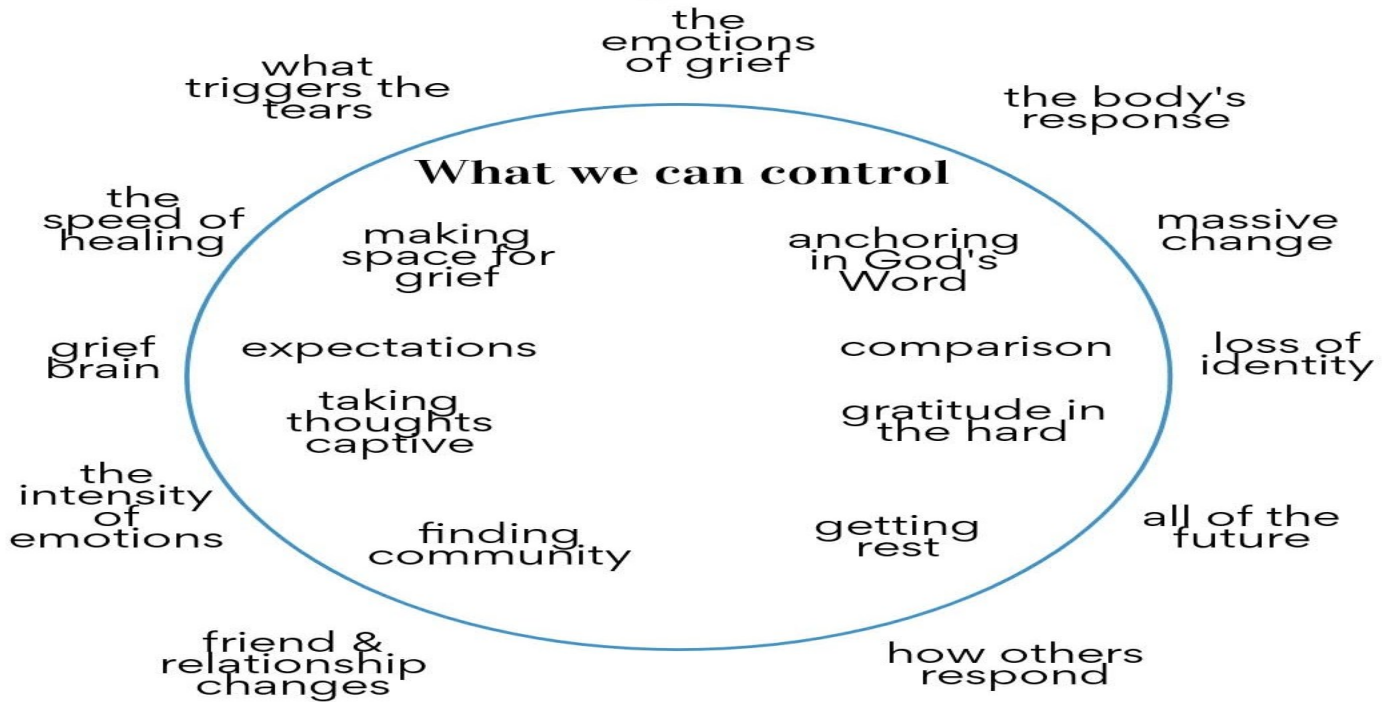 the
emotions
of grief
what
triggers the
tears
the body's
response
What we can control
the
speed of
healing
making
space for
grief
anchoring
in God's
Word
massive
change
grief
brain
expectations
comparison
loss of
identity
taking
thoughts
captive
gratitude in
the hard
the
intensity
of
emotions
finding
community
getting
rest
all of the
future
friend &
relationship
changes
how others
respond